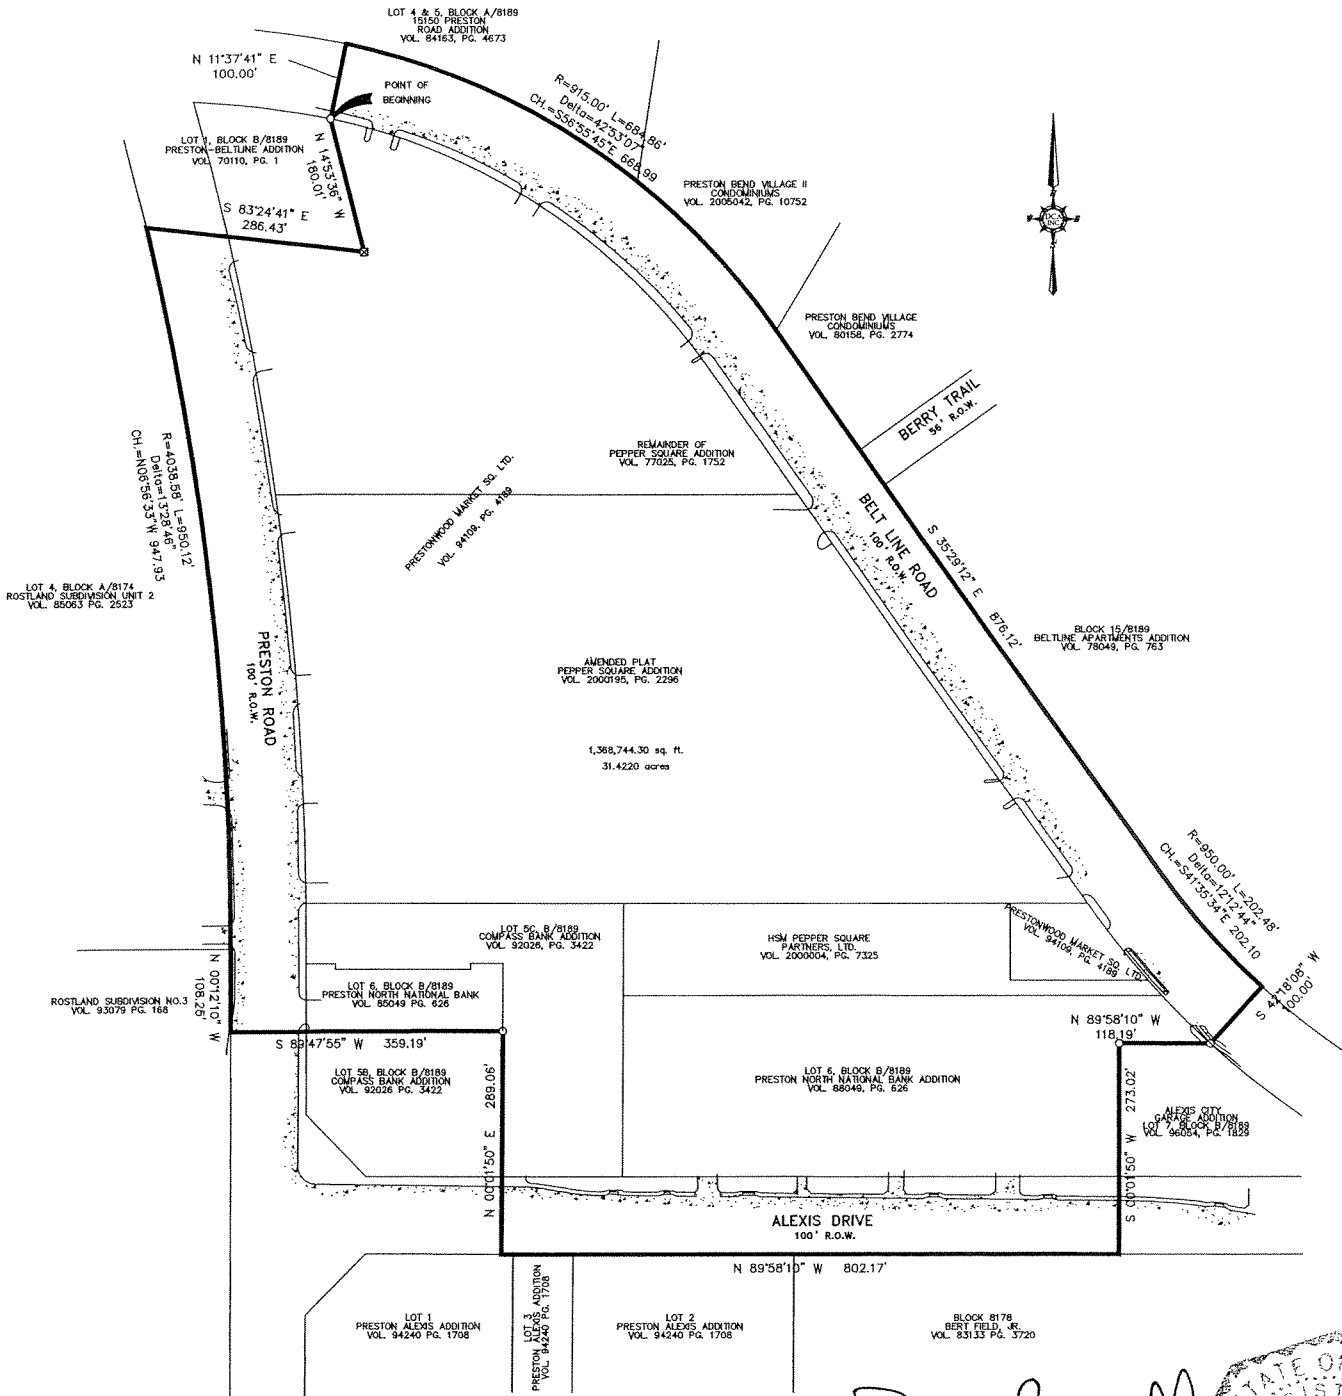 LOT 4 & 5, BLOCK A/8189
15150 PRESTON
ROAD ADDITION
VOL. 84163, PG. 4673
N 11°37'41" E
100.00'
POINT OF
BEGINNING
R=915.00' L=684.86'
Delta=42°53'07"
CH.=S56°55'45"E 668.99
LOT 1, BLOCK B/8189
PRESTON-BELTLINE ADDITION
VOL. 70110, PG. 1
N 14°53'36" W
180.01'
S 83°24'41" E
286.43'
PRESTON BEND VILLAGE II
CONDOMINIUMS
VOL. 2005042, PG. 10752
DCA
INC.
PRESTON BEND VILLAGE
CONDOMINIUMS
VOL. 80158, PG. 2774
BERRY TRAIL
56' R.O.W.
REMAINDER OF
PEPPER SQUARE ADDITION
VOL. 77025, PG. 1752
PRESTONWOOD MARKET SQ. LTD.
VOL. 94109, PG. 4189
R=4038.58' L=950.12'
Delta=13°28'46"
CH.=N06°56'33"W 947.93
BELT LINE ROAD
100' R.O.W.
S 35°29'12" E 876.12'
LOT 4, BLOCK A/8174
ROSTLAND SUBDIVISION UNIT 2
VOL. 85063 PG. 2523
BLOCK 15/8189
BELTLINE APARTMENTS ADDITION
VOL. 78049, PG. 763
PRESTON ROAD
100' R.O.W.
AMENDED PLAT
PEPPER SQUARE ADDITION
VOL. 2000195, PG. 2296
1,368,744.30 sq. ft.
31.4220 acres
R=950.00' L=202.48'
Delta=12°12'44"
CH.=S41°35'34"E 202.10
PRESTONWOOD MARKET SQ. LTD.
VOL. 94109, PG. 4189
LOT 5C, B/8189
COMPASS BANK ADDITION
VOL. 92026, PG. 3422
HSM PEPPER SQUARE
PARTNERS, LTD.
VOL. 2000004, PG. 7325
S 42°18'08" W
100.00'
N 00°12'10" W
108.26'
LOT 6, BLOCK B/8189
PRESTON NORTH NATIONAL BANK
VOL. 85049 PG. 626
ROSTLAND SUBDIVISION NO.3
VOL. 93079 PG. 168
N 89°58'10" W
118.19'
S 89°47'55" W 359.19'
LOT 5B, BLOCK B/8189
COMPASS BANK ADDITION
VOL. 92026 PG. 3422
N 00°01'50" E 289.06'
LOT 6, BLOCK B/8189
PRESTON NORTH NATIONAL BANK ADDITION
VOL. 88049, PG. 626
S 00°01'50" W 273.02'
ALEXIS CITY
GARAGE ADDITION
LOT 7, BLOCK B/8189
VOL. 96054, PG. 1829
ALEXIS DRIVE
100' R.O.W.
N 89°58'10" W 802.17'
LOT 1
PRESTON ALEXIS ADDITION
VOL. 94240 PG. 1708
LOT 3
PRESTON ALEXIS ADDITION
VOL. 94240 PG. 1708
LOT 2
PRESTON ALEXIS ADDITION
VOL. 94240 PG. 1708
BLOCK 8178
BERT FIELD, JR.
VOL. 83133 PG. 3720